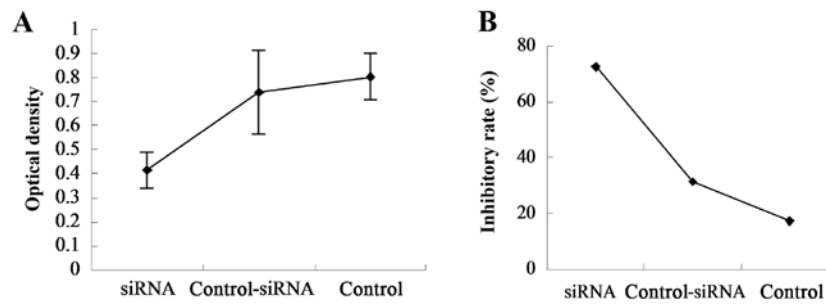 A
Optical density
1
0.9
0.8
0.7
0.6
0.5
0.4
0.3
0.2
0.1
0
siRNA Control-siRNA Control
B
Inhibitory rate (%)
80
60
40
20
0
siRNA Control-siRNA Control